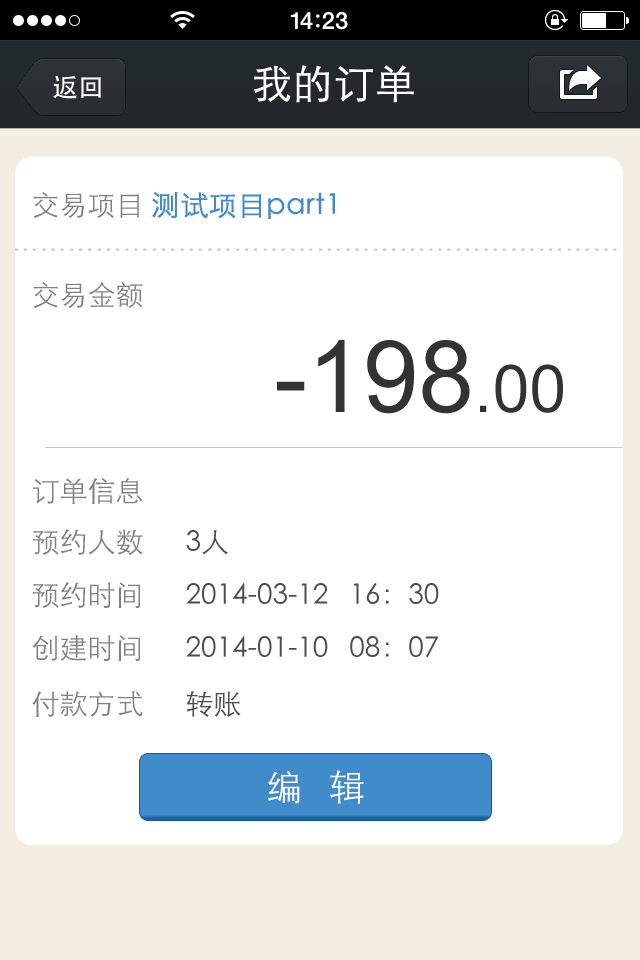 14:23
返回
我的订单
交易项目 测试项目part1
交易金额
-198.00
订单信息
预约人数 3人
预约时间 2014-03-12 16：30
创建时间 2014-01-10 08：07
付款方式 转账
编 辑